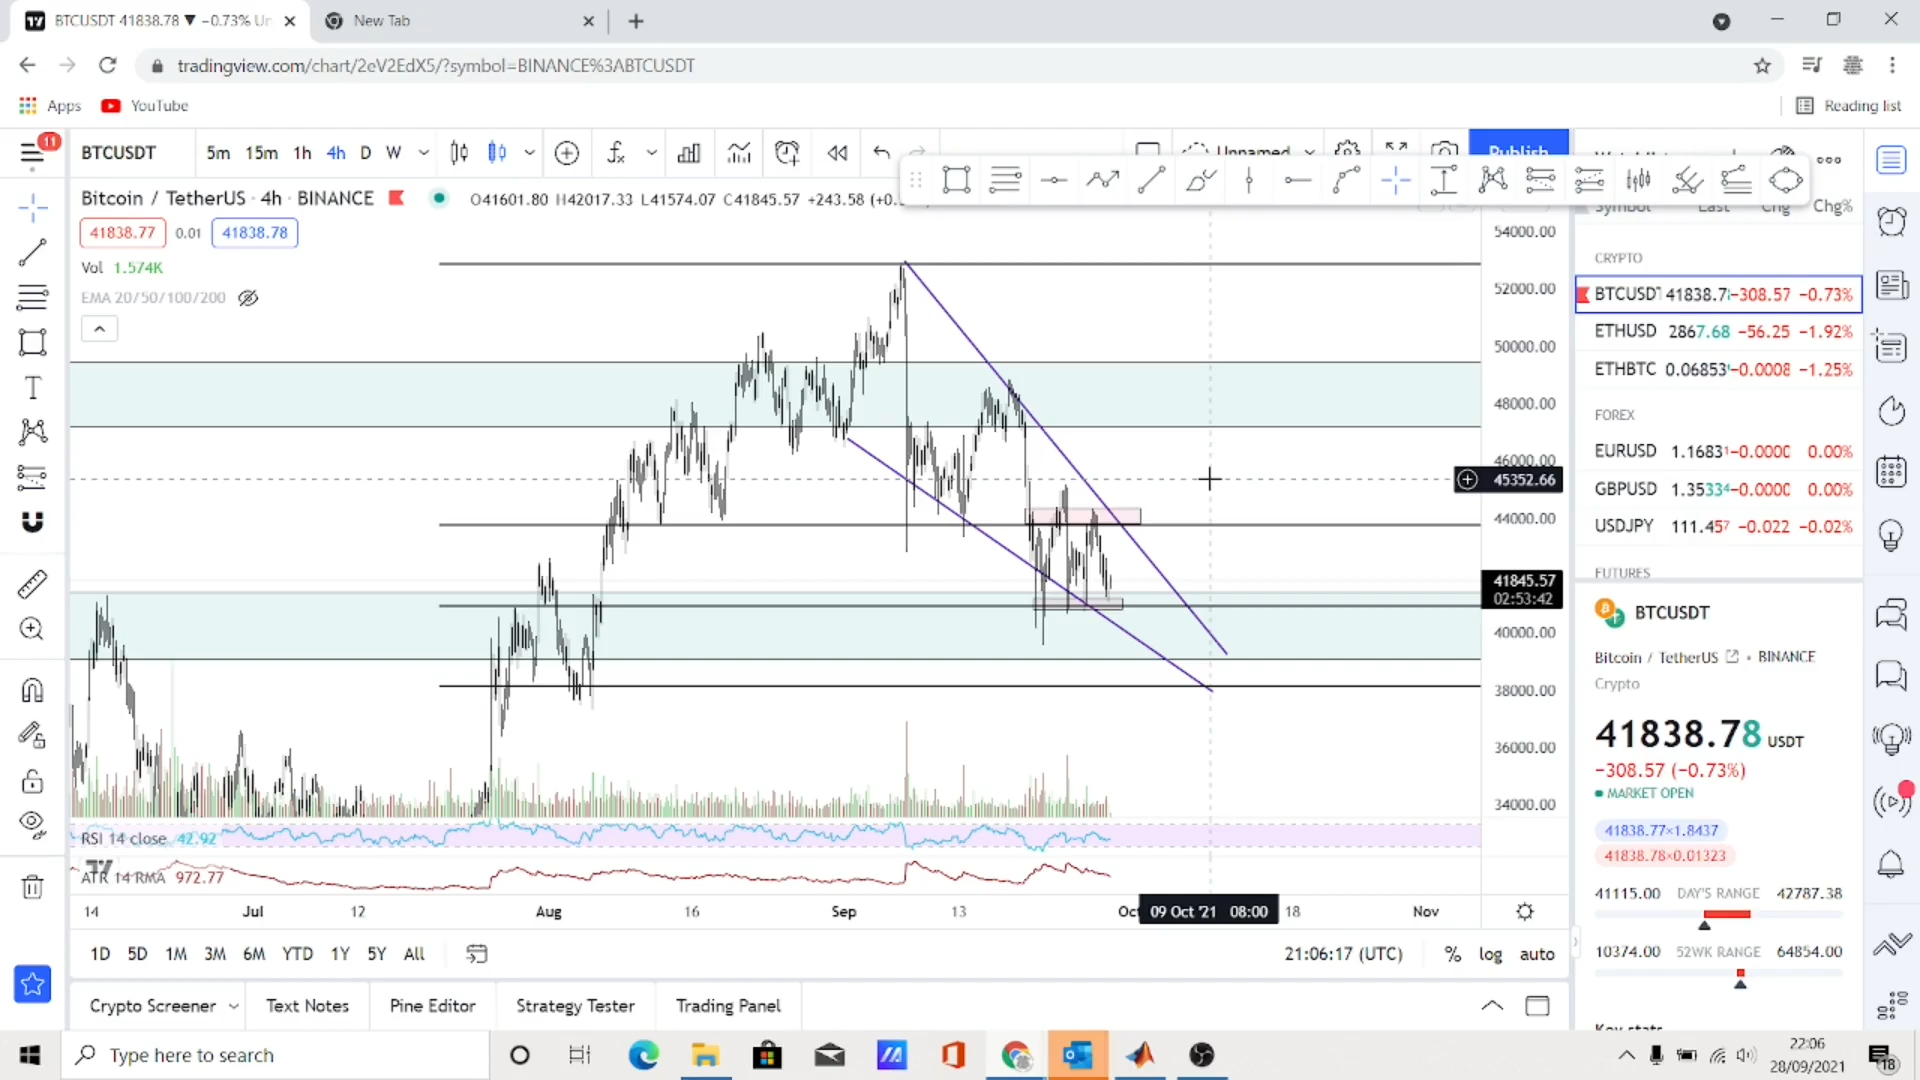 BTCUSDT 41838.78 ▼ −0.73% Un
New Tab
tradingview.com/chart/2eV2EdX5/?symbol=BINANCE%3ABTCUSDT
Apps
YouTube
Reading list
11
BTCUSDT
5m 15m 1h 4h D W
Unnamed
Publish
Bitcoin / TetherUS · 4h · BINANCE
O41601.80 H42017.33 L41574.07 C41845.57 +243.58
41838.77 0.01 41838.78
Vol 1.574K
EMA 20/50/100/200
54000.00
52000.00
50000.00
48000.00
46000.00
45352.66
44000.00
41845.57
02:53:42
40000.00
38000.00
36000.00
34000.00
RSI 14 close 42.92
ATR 14 RMA 972.77
14 Jul 12 Aug 16 Sep 13 Oct 09 Oct '21 08:00 18 Nov
1D 5D 1M 3M 6M YTD 1Y 5Y All
21:06:17 (UTC) % log auto
Crypto Screener Text Notes Pine Editor Strategy Tester Trading Panel
Symbol Last Chg Chg%
CRYPTO
BTCUSDT 41838.78 −308.57 −0.73%
ETHUSD 2867.68 −56.25 −1.92%
ETHBTC 0.06853 −0.0008 −1.25%
FOREX
EURUSD 1.1683 −0.0000 0.00%
GBPUSD 1.3533 −0.0000 0.00%
USDJPY 111.457 −0.022 −0.02%
FUTURES
BTCUSDT
Bitcoin / TetherUS • BINANCE
Crypto
41838.78 USDT
−308.57 (−0.73%)
MARKET OPEN
41838.77×1.8437
41838.78×0.01323
41115.00 DAY'S RANGE 42787.38
10374.00 52WK RANGE 64854.00
Key stats
Type here to search
22:06
28/09/2021
18